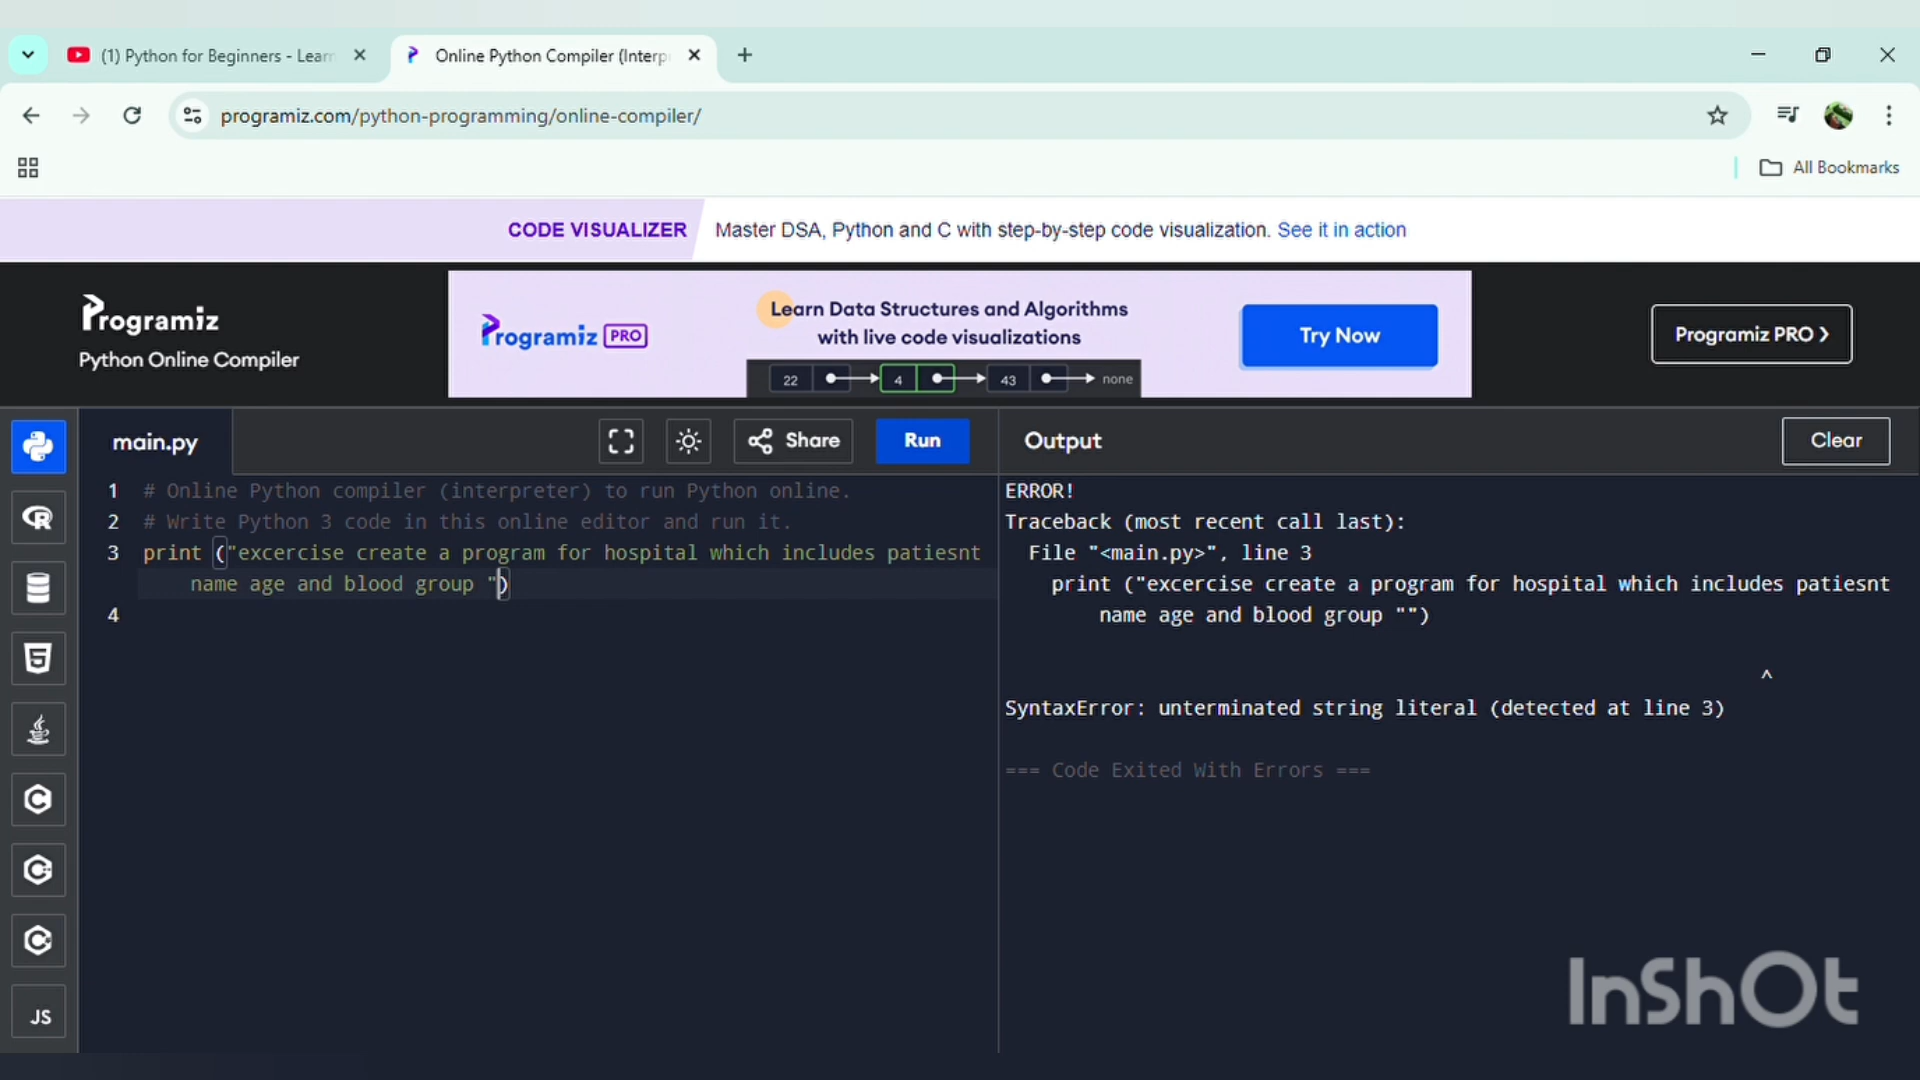 (1) Python for Beginners - Learn
Online Python Compiler (Interp
programiz.com/python-programming/online-compiler/
All Bookmarks
CODE VISUALIZER Master DSA, Python and C with step-by-step code visualization. See it in action
Programiz
Python Online Compiler
Programiz PRO
Learn Data Structures and Algorithms
with live code visualizations
22 4 43 none
Try Now
Programiz PRO
main.py
Share
Run
Output
Clear
1 # Online Python compiler (interpreter) to run Python online.
2 # Write Python 3 code in this online editor and run it.
3 print ("excercise create a program for hospital which includes patiesnt
name age and blood group ")
4
ERROR!
Traceback (most recent call last):
File "<main.py>", line 3
print ("excercise create a program for hospital which includes patiesnt
name age and blood group "")
^
SyntaxError: unterminated string literal (detected at line 3)
=== Code Exited With Errors ===
JS
InShOt